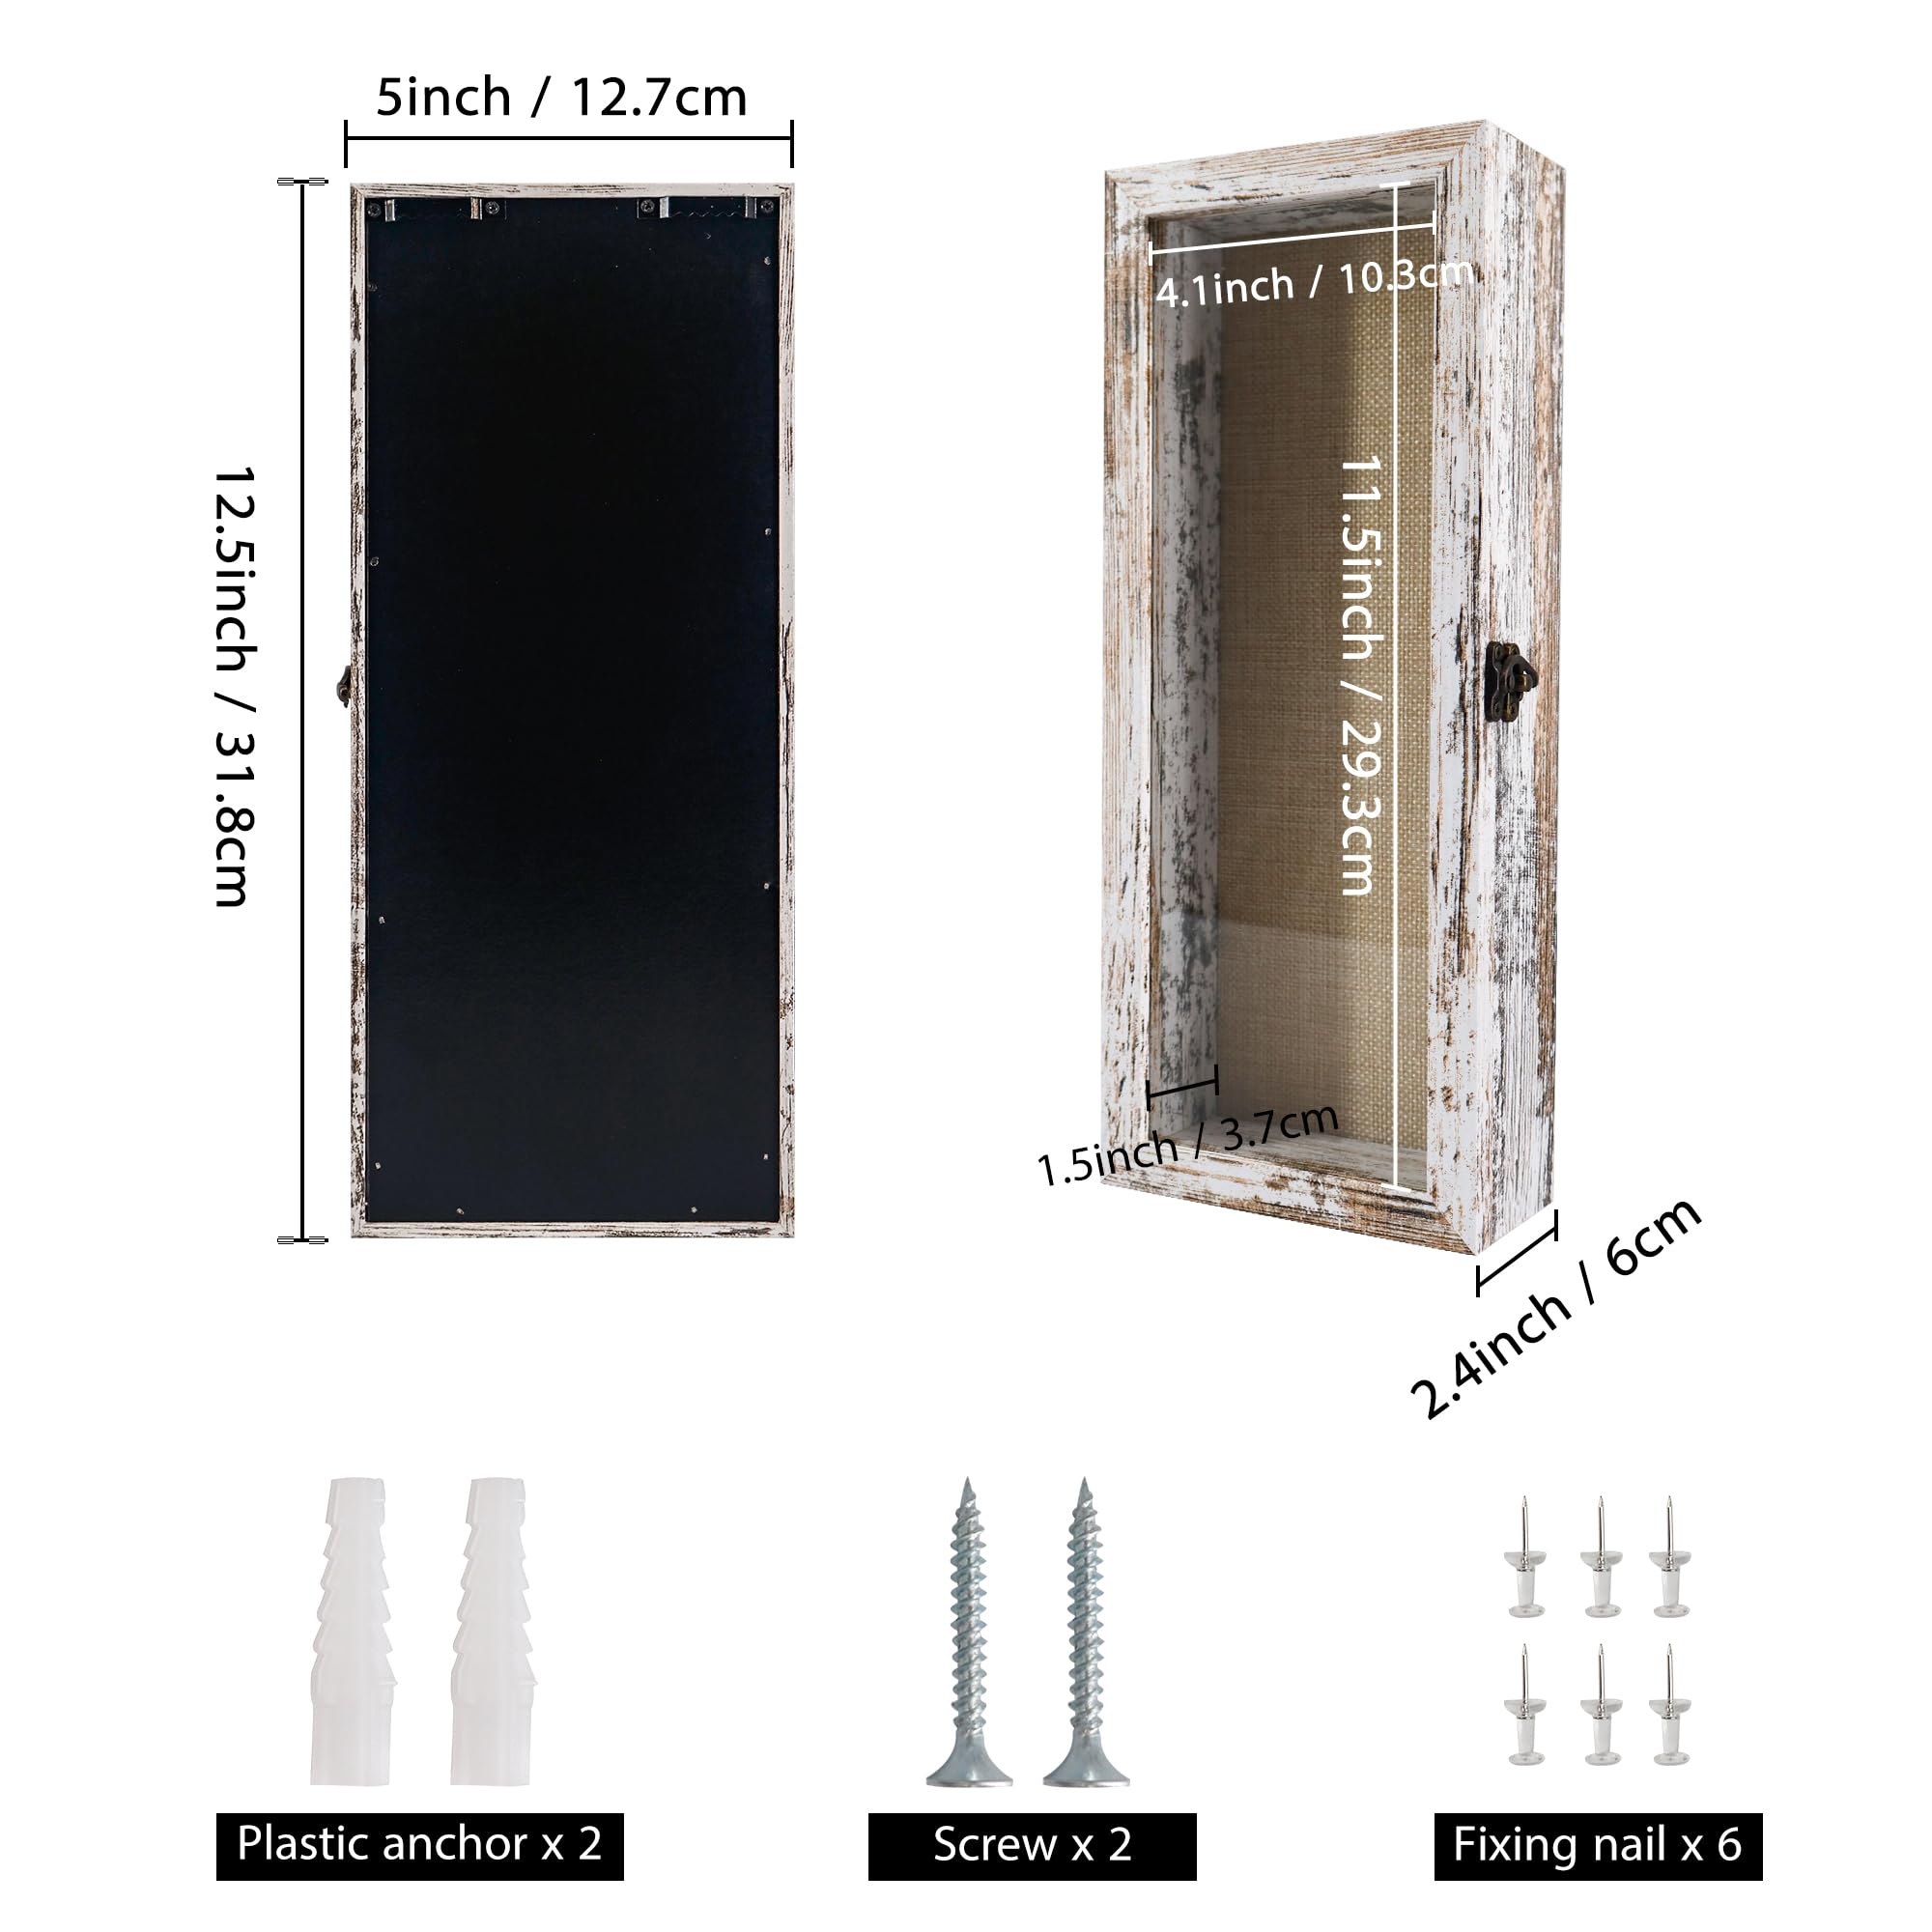 5inch / 12.7cm
12.5inch / 31.8cm
4.1inch / 10.3cm
11.5inch / 29.3cm
1.5inch / 3.7cm
2.4inch / 6cm
Plastic anchor x 2
Screw x 2
Fixing nail x 6